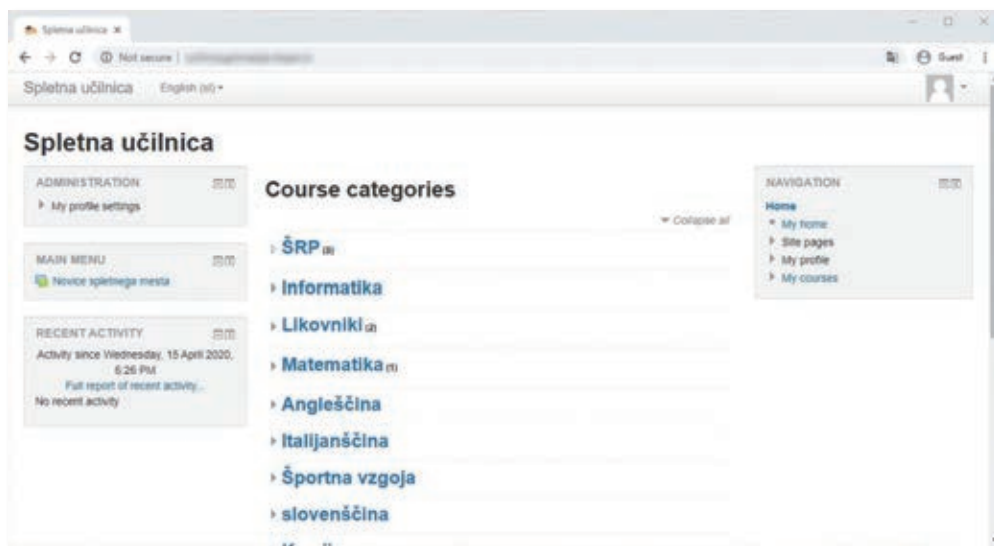 Spletna učilnica
Not secure
Guest
Spletna učilnica English (sl)
Spletna učilnica
ADMINISTRATION
My profile settings
MAIN MENU
Novice spletnega mesta
RECENT ACTIVITY
Activity since Wednesday, 15 April 2020,
6:26 PM
Full report of recent activity...
No recent activity
Course categories
Collapse all
ŠRP
Informatika
Likovniki (2)
Matematika (1)
Angleščina
Italijanščina
Športna vzgoja
slovenščina
NAVIGATION
Home
My home
Site pages
My profile
My courses